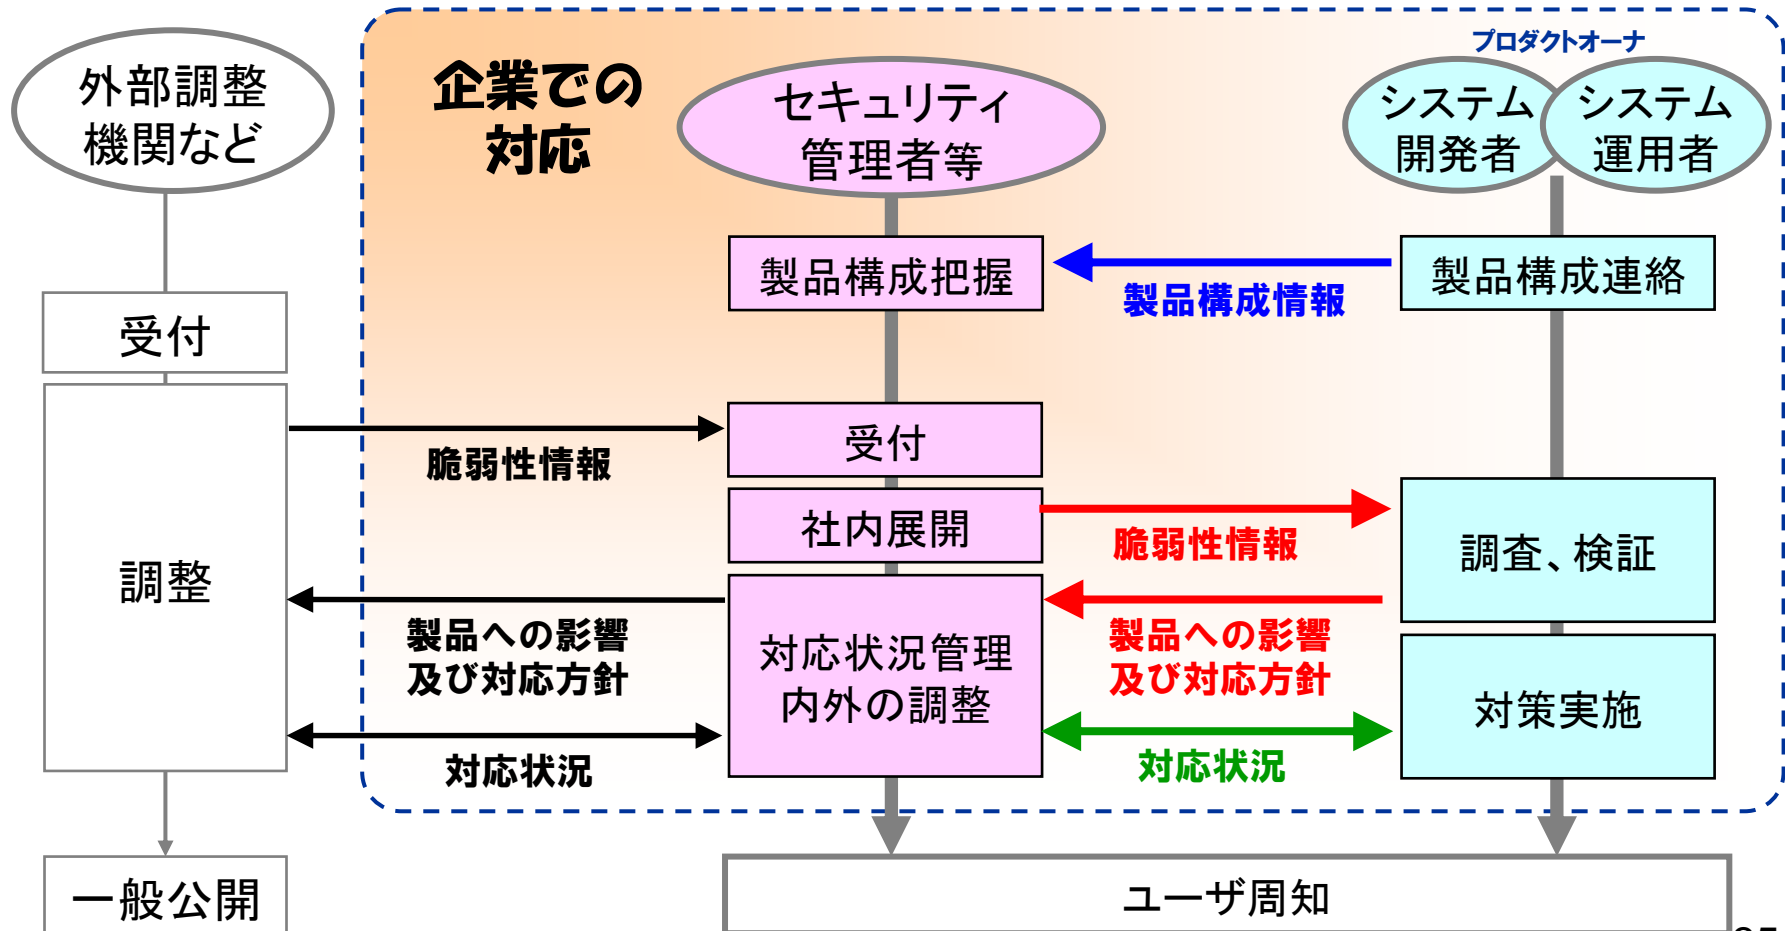 外部調整
機関など
企業での
対応
セキュリティ
管理者等
プロダクトオーナ
システム
開発者
システム
運用者
製品構成把握
製品構成情報
製品構成連絡
受付
調整
脆弱性情報
受付
社内展開
脆弱性情報
調査、検証
製品への影響
及び対応方針
対応状況管理
内外の調整
製品への影響
及び対応方針
対策実施
対応状況
対応状況
一般公開
ユーザ周知